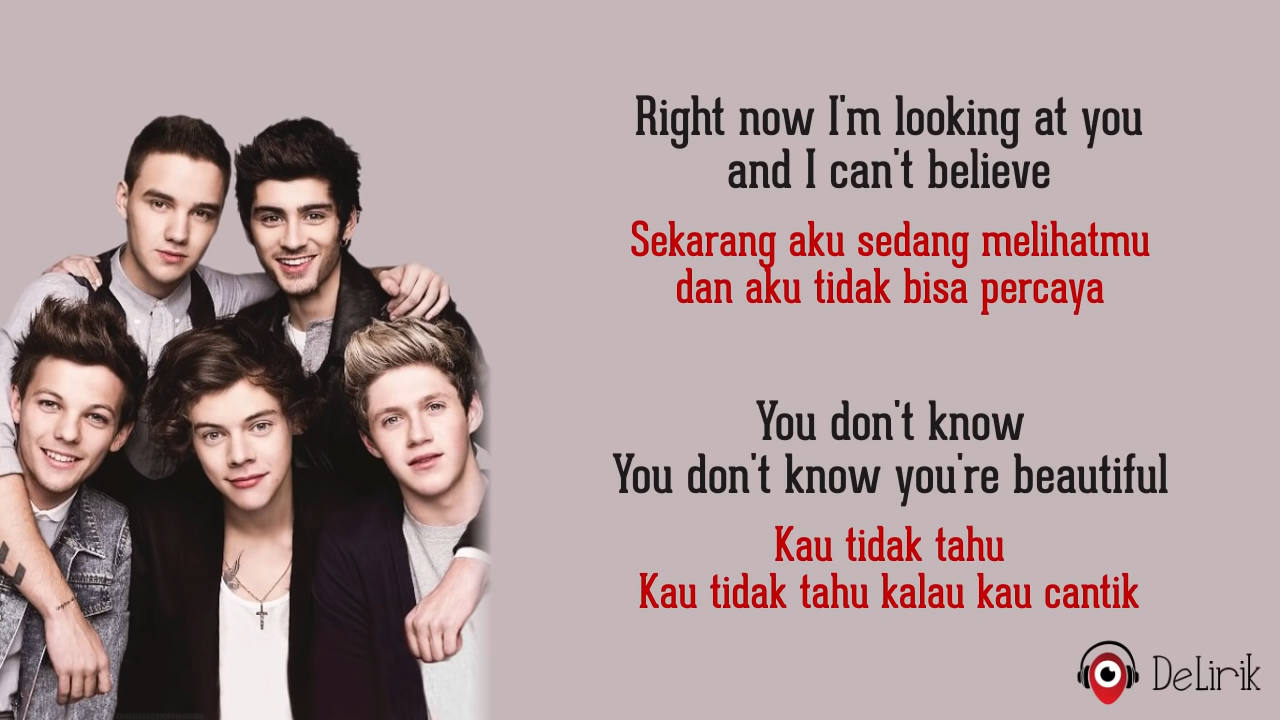 Right now I'm looking at you
and I can't believe
Sekarang aku sedang melihatmu
dan aku tidak bisa percaya
You don't know
You don't know you're beautiful
Kau tidak tahu
Kau tidak tahu kalau kau cantik
DeLirik